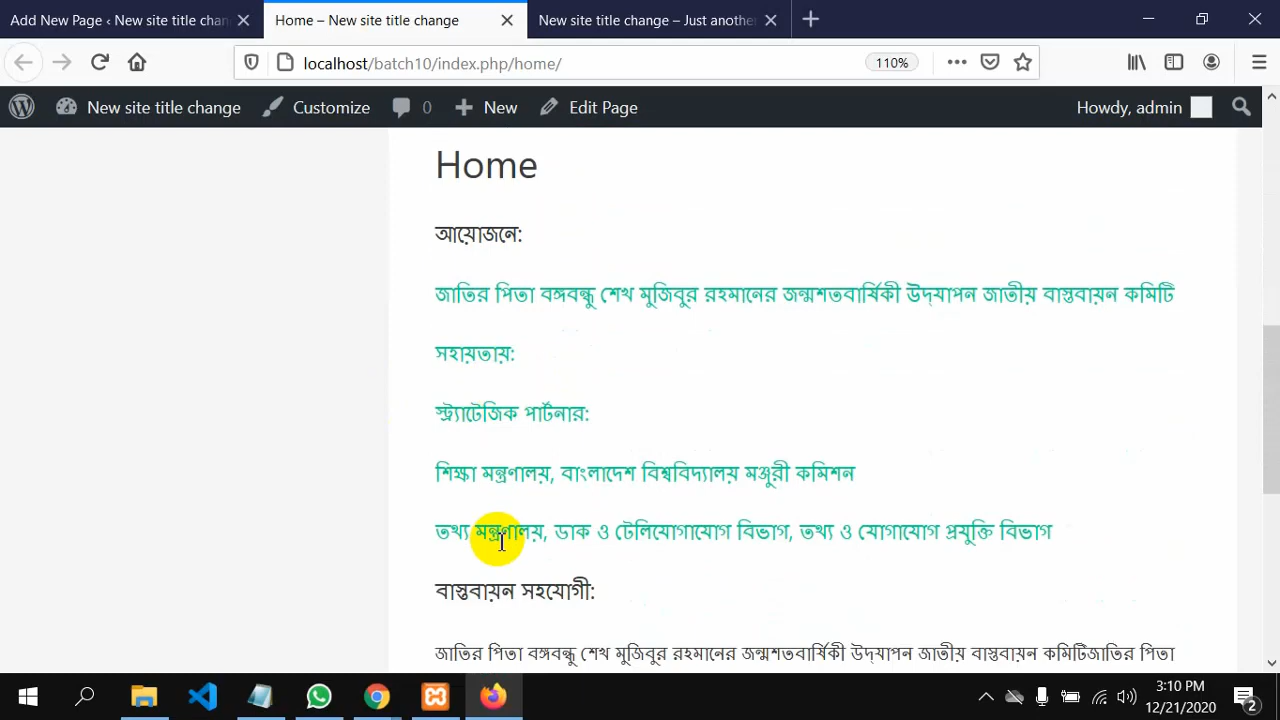 Add New Page ‹ New site title chan
Home – New site title change
New site title change – Just anothe
localhost/batch10/index.php/home/
110%
New site title change
Customize
0
New
Edit Page
Howdy, admin
Home
আয়োজনে:
জাতির পিতা বঙ্গবন্ধু শেখ মুজিবুর রহমানের জন্মশতবার্ষিকী উদ্‌যাপন জাতীয় বাস্তবায়ন কমিটি
সহায়তায়:
স্ট্র্যাটেজিক পার্টনার:
শিক্ষা মন্ত্রণালয়, বাংলাদেশ বিশ্ববিদ্যালয় মঞ্জুরী কমিশন
তথ্য মন্ত্রণালয়, ডাক ও টেলিযোগাযোগ বিভাগ, তথ্য ও যোগাযোগ প্রযুক্তি বিভাগ
বাস্তবায়ন সহযোগী:
জাতির পিতা বঙ্গবন্ধু শেখ মুজিবুর রহমানের জন্মশতবার্ষিকী উদ্‌যাপন জাতীয় বাস্তবায়ন কমিটিজাতির পিতা
3:10 PM
12/21/2020
2